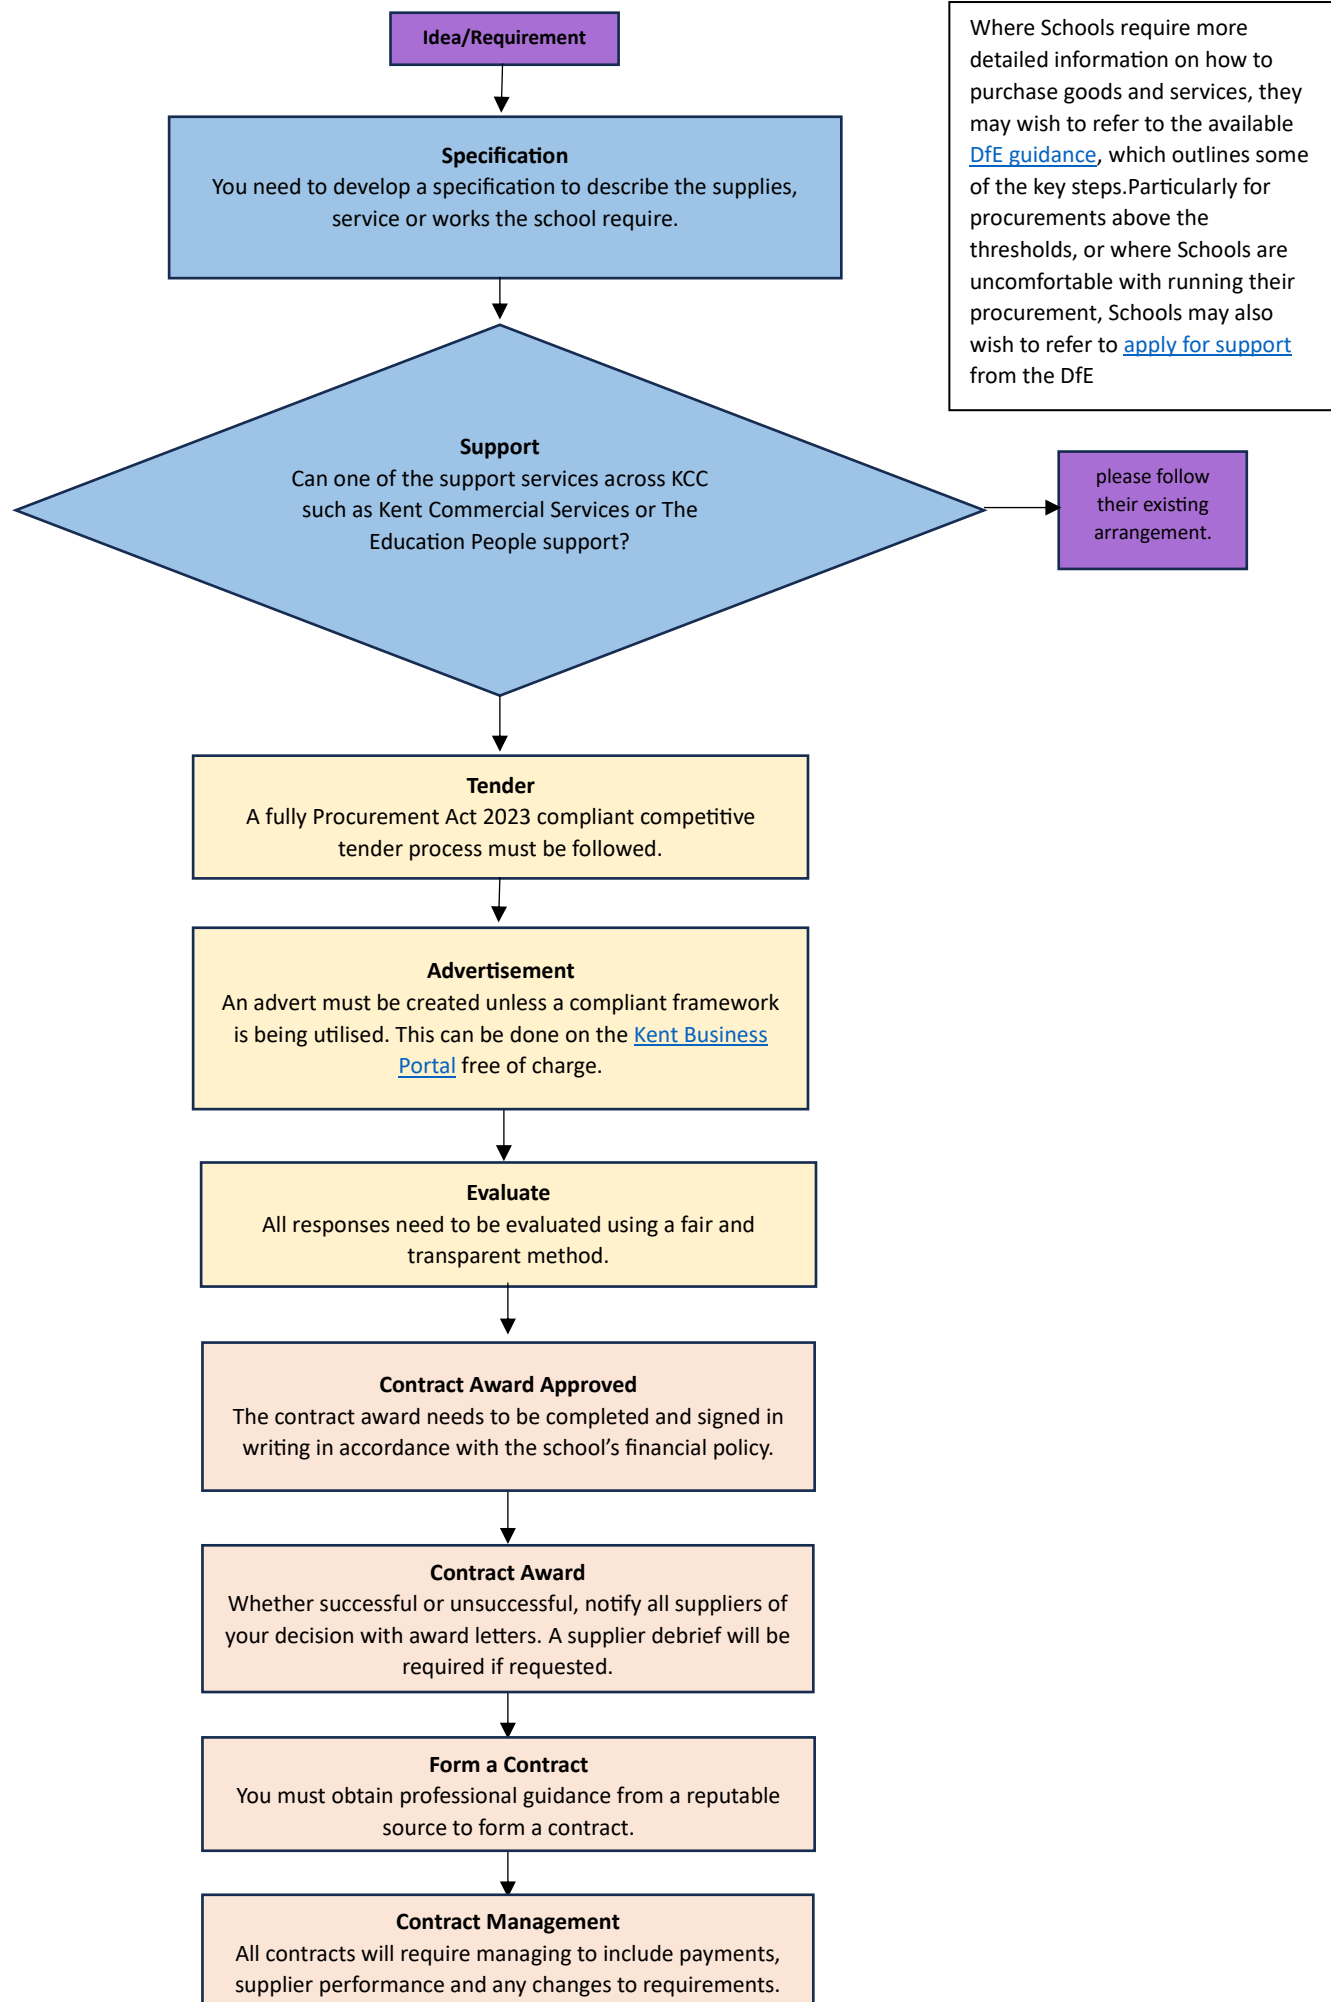 Idea/Requirement
Where Schools require more
detailed information on how to
purchase goods and services, they
may wish to refer to the available
DfE guidance, which outlines some
of the key steps.Particularly for
procurements above the
thresholds, or where Schools are
uncomfortable with running their
procurement, Schools may also
wish to refer to apply for support
from the DfE
Specification
You need to develop a specification to describe the supplies,
service or works the school require.
Support
Can one of the support services across KCC
such as Kent Commercial Services or The
Education People support?
please follow
their existing
arrangement.
Tender
A fully Procurement Act 2023 compliant competitive
tender process must be followed.
Advertisement
An advert must be created unless a compliant framework
is being utilised. This can be done on the Kent Business
Portal free of charge.
Evaluate
All responses need to be evaluated using a fair and
transparent method.
Contract Award Approved
The contract award needs to be completed and signed in
writing in accordance with the school’s financial policy.
Contract Award
Whether successful or unsuccessful, notify all suppliers of
your decision with award letters. A supplier debrief will be
required if requested.
Form a Contract
You must obtain professional guidance from a reputable
source to form a contract.
Contract Management
All contracts will require managing to include payments,
supplier performance and any changes to requirements.